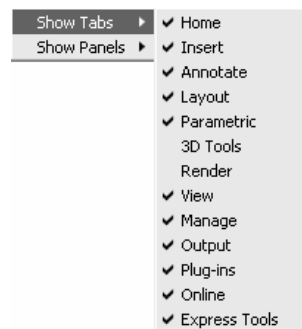 Show Tabs
Show Panels
Home
Insert
Annotate
Layout
Parametric
3D Tools
Render
View
Manage
Output
Plug-ins
Online
Express Tools